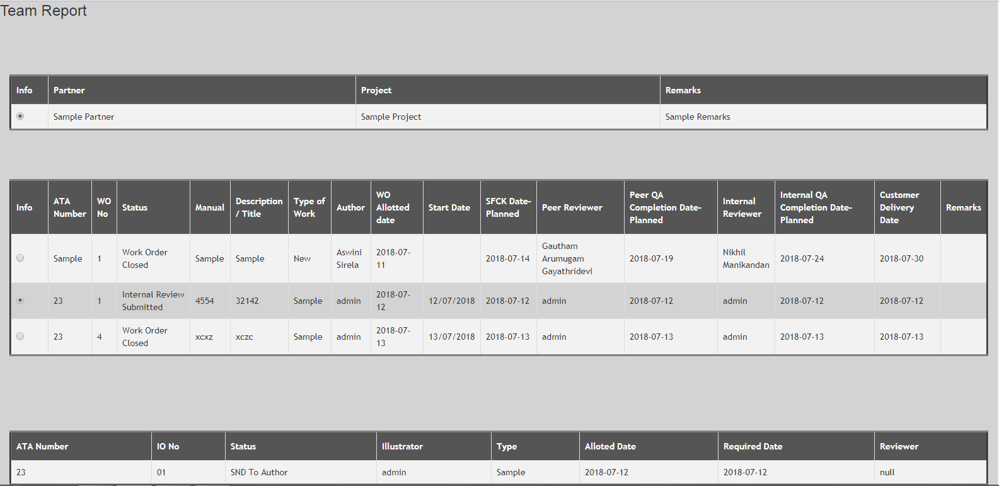 Team Report
Info Partner Project Remarks
Sample Partner Sample Project Sample Remarks
Info ATA Number WO No Status Manual Description / Title Type of Work Author WO Allotted date Start Date SFCK Date-Planned Peer Reviewer Peer QA Completion Date-Planned Internal Reviewer Internal QA Completion Date-Planned Customer Delivery Date Remarks
Sample 1 Work Order Closed Sample Sample New Aswini Sirela 2018-07-11 2018-07-14 Gautham Arumugam Gayathridevi 2018-07-19 Nikhil Manikandan 2018-07-24 2018-07-30
23 1 Internal Review Submitted 4554 32142 Sample admin 2018-07-12 12/07/2018 2018-07-12 admin 2018-07-12 admin 2018-07-12 2018-07-12
23 4 Work Order Closed xcxz xczc Sample admin 2018-07-13 13/07/2018 2018-07-13 admin 2018-07-13 admin 2018-07-13 2018-07-13
ATA Number IO No Status Illustrator Type Alloted Date Required Date Reviewer
23 01 SND To Author admin Sample 2018-07-12 2018-07-12 null